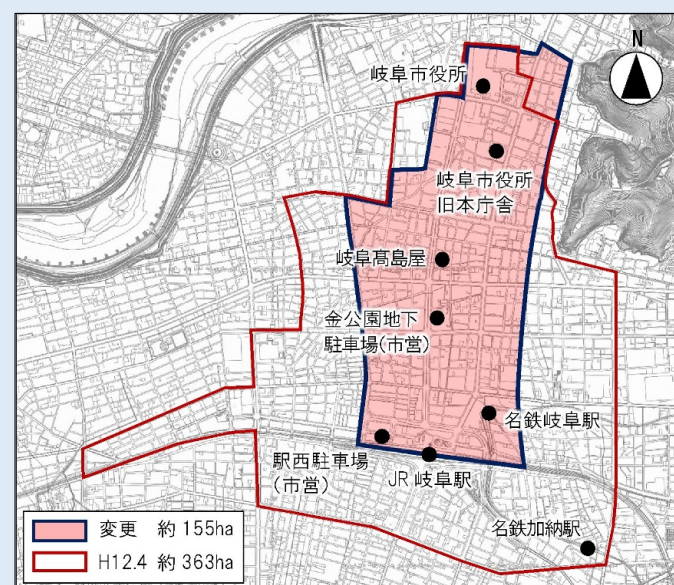 N
岐阜市役所
岐阜市役所
旧本庁舎
岐阜髙島屋
金公園地下
駐車場(市営)
名鉄岐阜駅
駅西駐車場
(市営)
JR 岐阜駅
名鉄加納駅
変更 約 155ha
H12.4 約 363ha